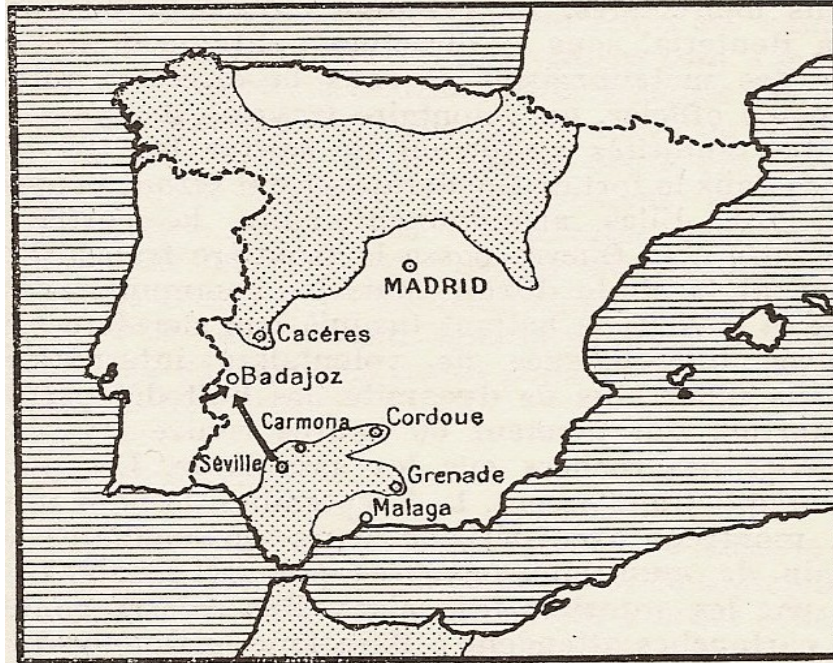 MADRID
Cacéres
Badajoz
Carmona
Cordoue
Séville
Grenade
Malaga